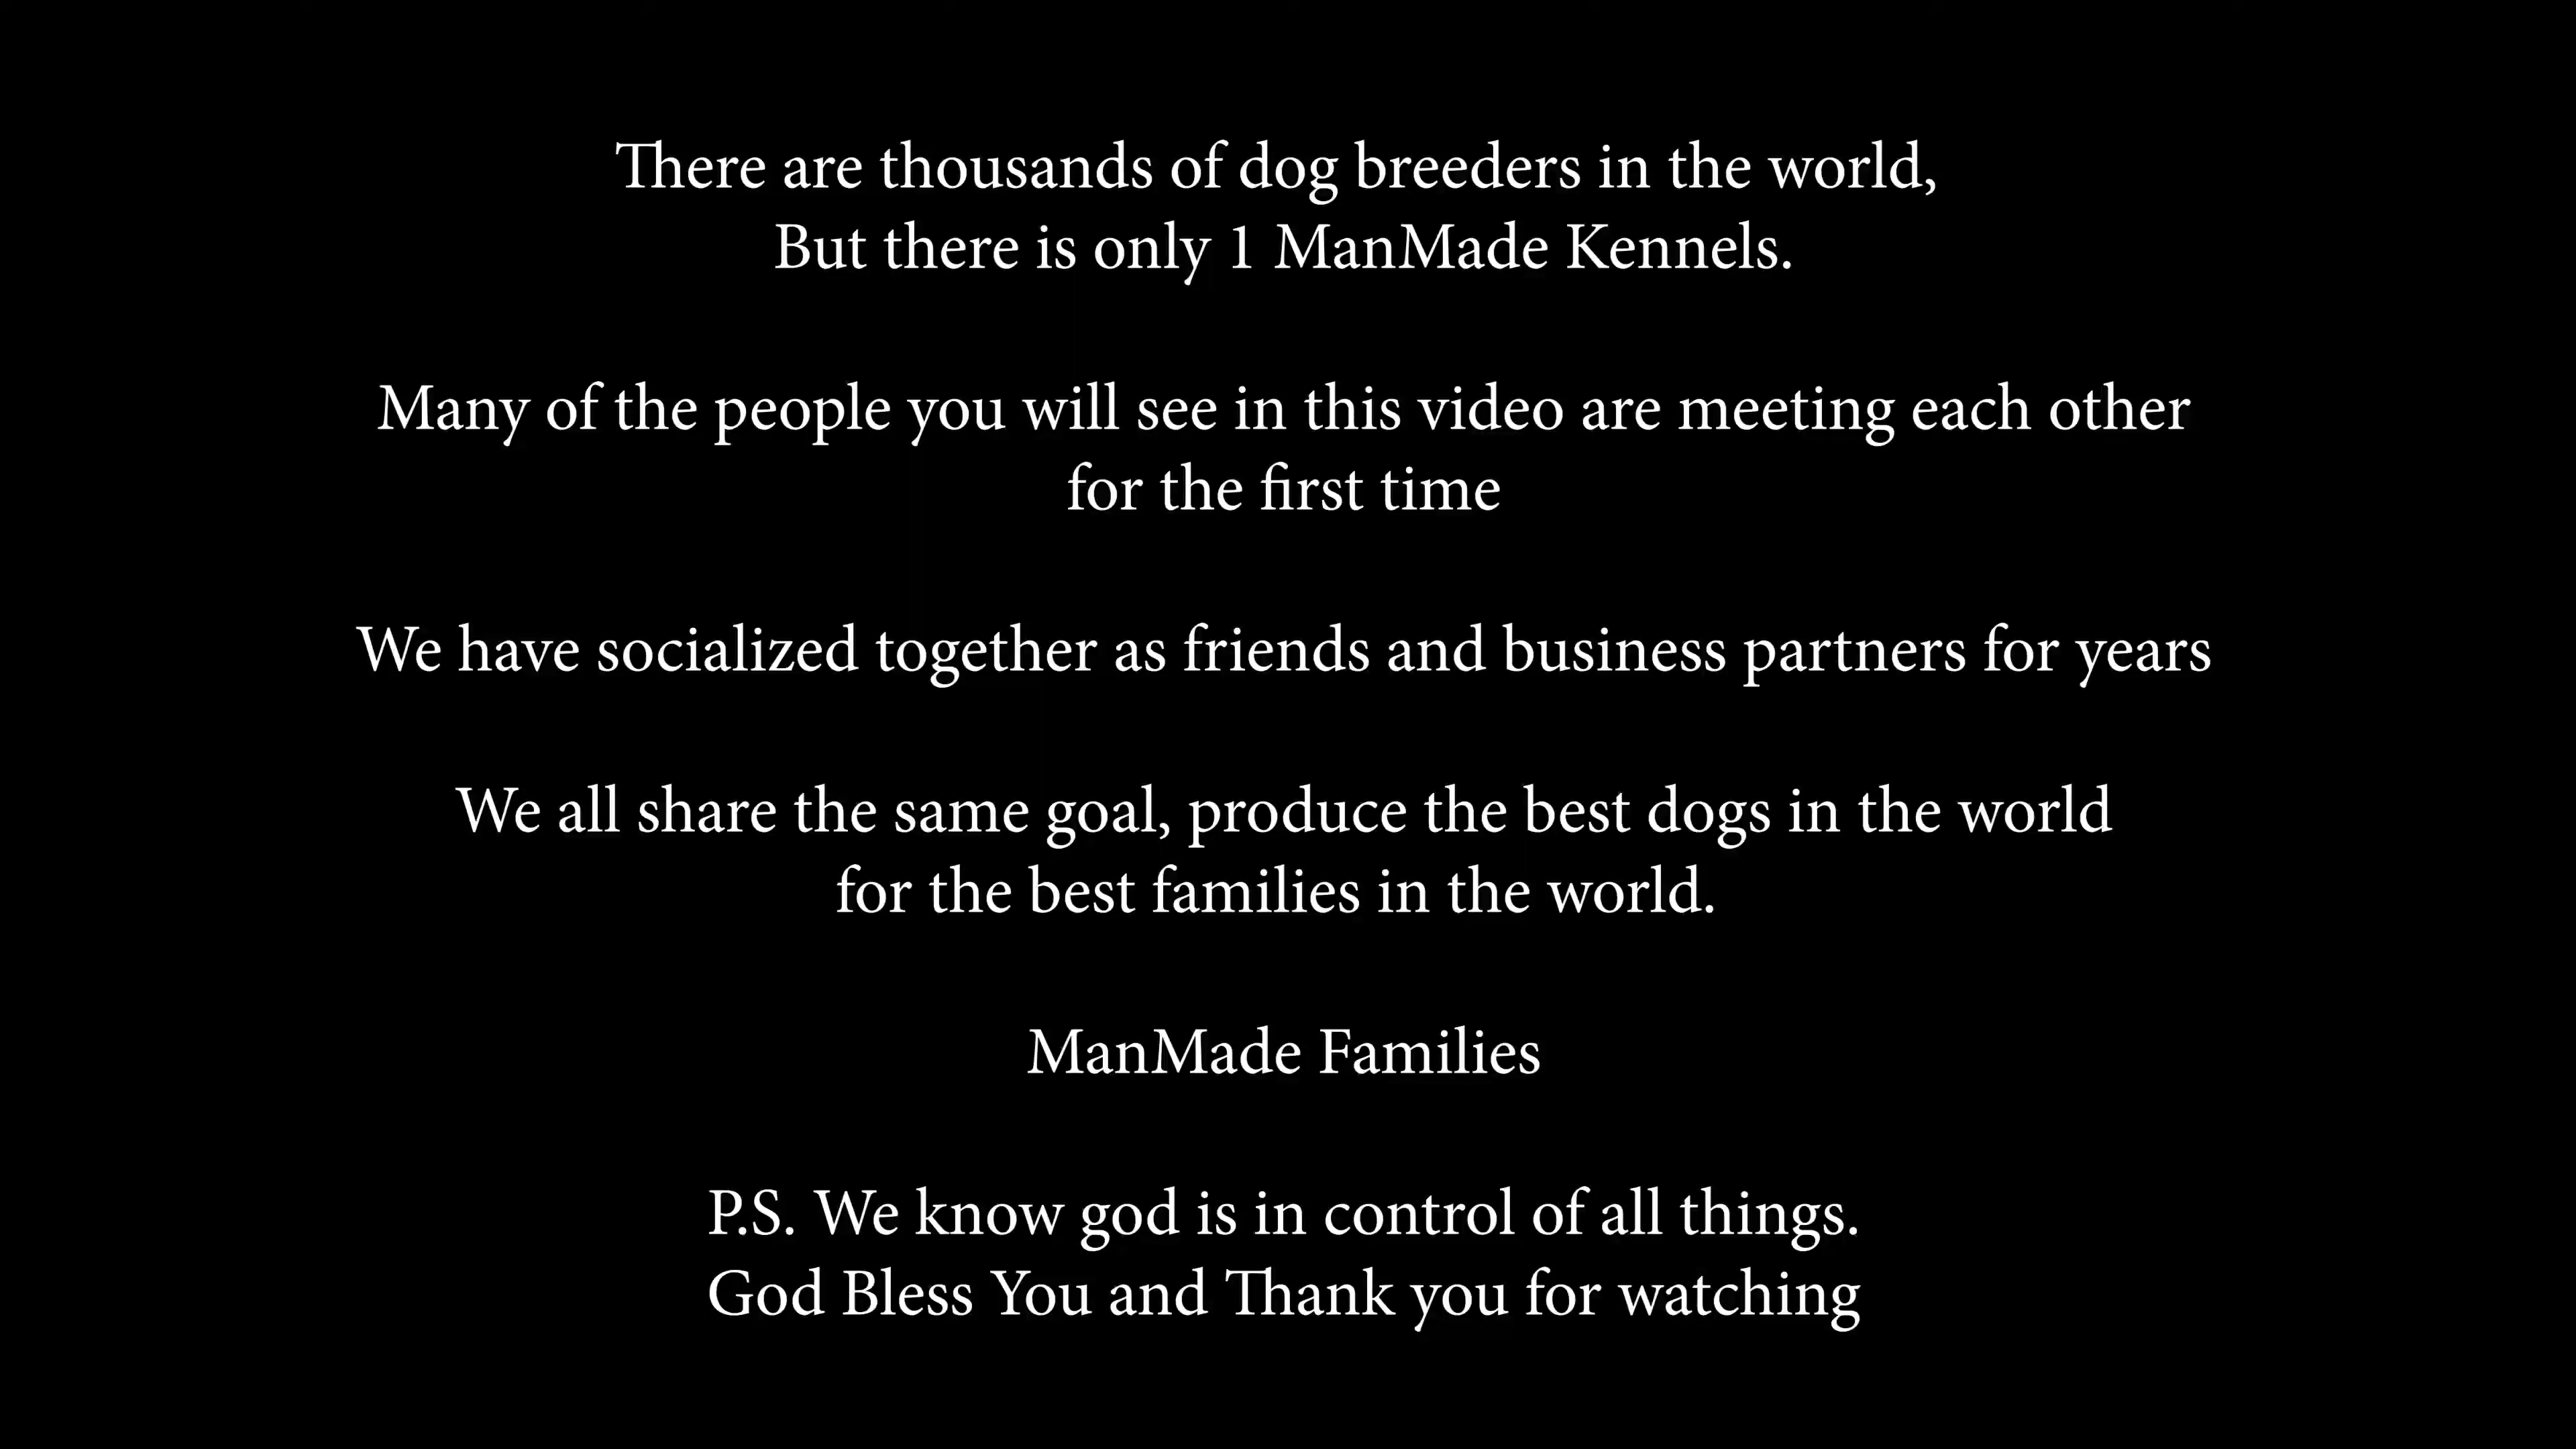 There are thousands of dog breeders in the world,
But there is only 1 ManMade Kennels.
Many of the people you will see in this video are meeting each other
for the first time
We have socialized together as friends and business partners for years
We all share the same goal, produce the best dogs in the world
for the best families in the world.
ManMade Families
P.S. We know god is in control of all things.
God Bless You and Thank you for watching